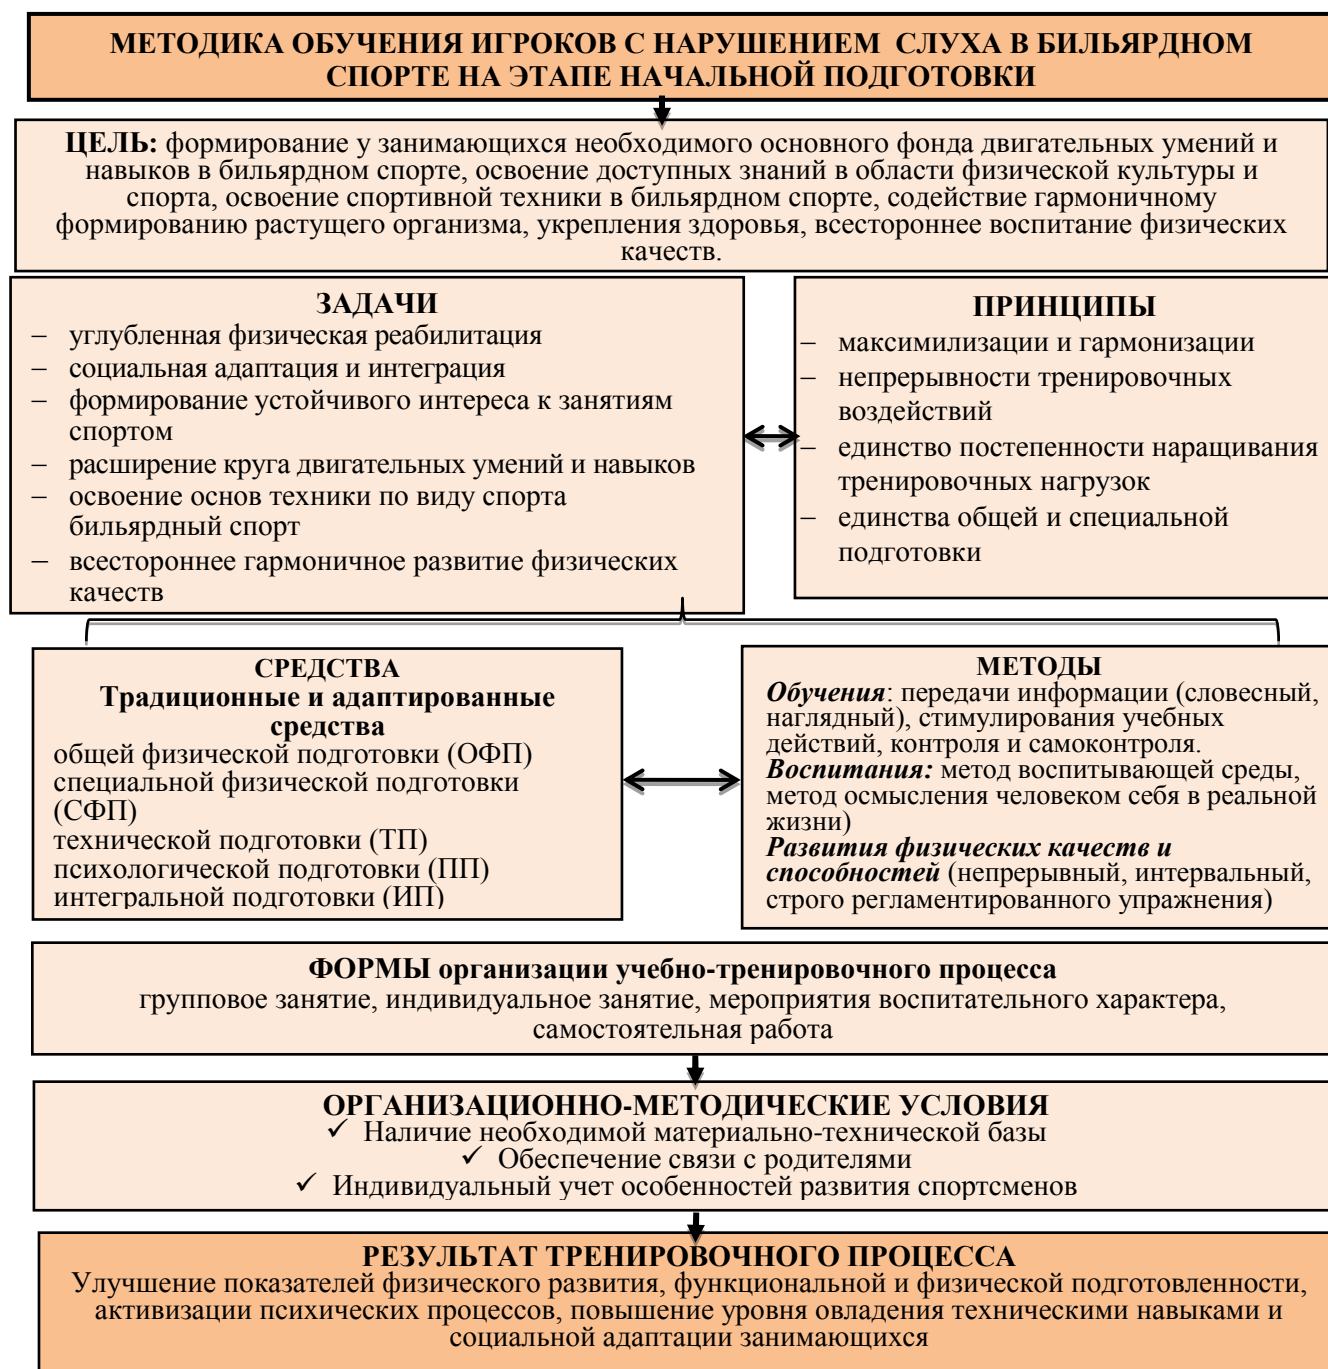 МЕТОДИКА ОБУЧЕНИЯ ИГРОКОВ С НАРУШЕНИЕМ СЛУХА В БИЛЬЯРДНОМ
СПОРТЕ НА ЭТАПЕ НАЧАЛЬНОЙ ПОДГОТОВКИ
ЦЕЛЬ: формирование у занимающихся необходимого основного фонда двигательных умений и
навыков в бильярдном спорте, освоение доступных знаний в области физической культуры и
спорта, освоение спортивной техники в бильярдном спорте, содействие гармоничному
формированию растущего организма, укрепления здоровья, всестороннее воспитание физических
качеств.
ЗАДАЧИ
– углубленная физическая реабилитация
– социальная адаптация и интеграция
– формирование устойчивого интереса к занятиям
спортом
– расширение круга двигательных умений и навыков
– освоение основ техники по виду спорта
бильярдный спорт
– всестороннее гармоничное развитие физических
качеств
ПРИНЦИПЫ
– максимилизации и гармонизации
– непрерывности тренировочных
воздействий
– единство постепенности наращивания
тренировочных нагрузок
– единства общей и специальной
подготовки
СРЕДСТВА
Традиционные и адаптированные
средства
общей физической подготовки (ОФП)
специальной физической подготовки
(СФП)
технической подготовки (ТП)
психологической подготовки (ПП)
интегральной подготовки (ИП)
МЕТОДЫ
Обучения: передачи информации (словесный,
наглядный), стимулирования учебных
действий, контроля и самоконтроля.
Воспитания: метод воспитывающей среды,
метод осмысления человеком себя в реальной
жизни)
Развития физических качеств и
способностей (непрерывный, интервальный,
строго регламентированного упражнения)
ФОРМЫ организации учебно-тренировочного процесса
групповое занятие, индивидуальное занятие, мероприятия воспитательного характера,
самостоятельная работа
ОРГАНИЗАЦИОННО-МЕТОДИЧЕСКИЕ УСЛОВИЯ
✓ Наличие необходимой материально-технической базы
✓ Обеспечение связи с родителями
✓ Индивидуальный учет особенностей развития спортсменов
РЕЗУЛЬТАТ ТРЕНИРОВОЧНОГО ПРОЦЕССА
Улучшение показателей физического развития, функциональной и физической подготовленности,
активизации психических процессов, повышение уровня овладения техническими навыками и
социальной адаптации занимающихся